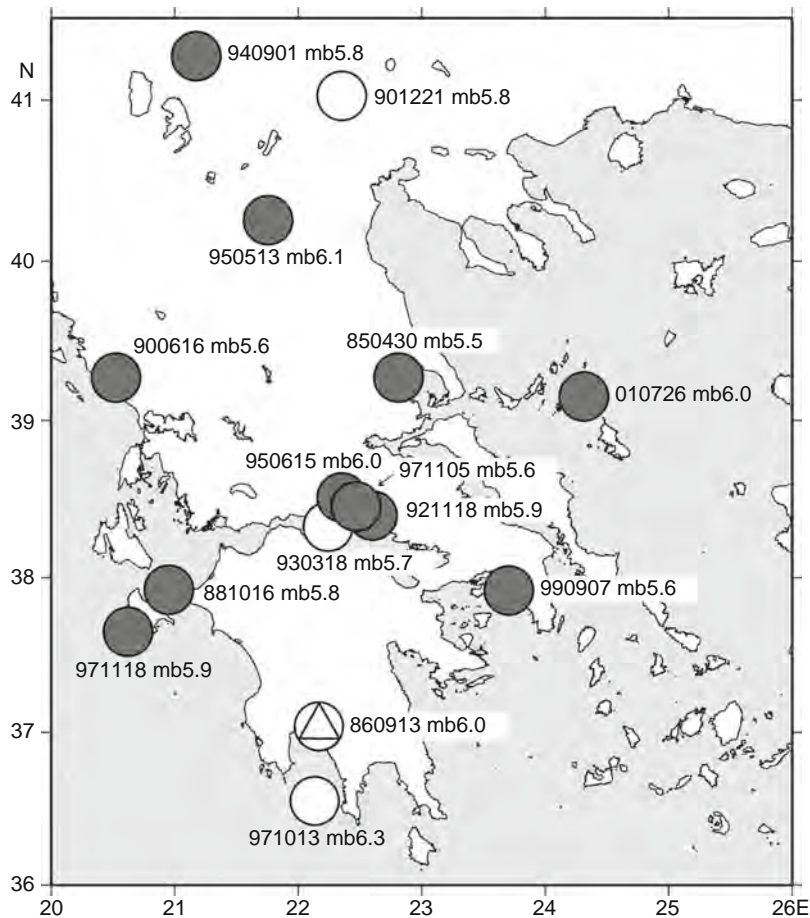 940901 mb5.8
N
901221 mb5.8
41
950513 mb6.1
40
900616 mb5.6
850430 mb5.5
010726 mb6.0
39
950615 mb6.0
971105 mb5.6
921118 mb5.9
930318 mb5.7
38
881016 mb5.8
990907 mb5.6
971118 mb5.9
37
860913 mb6.0
971013 mb6.3
36
20 21 22 23 24 25 26E